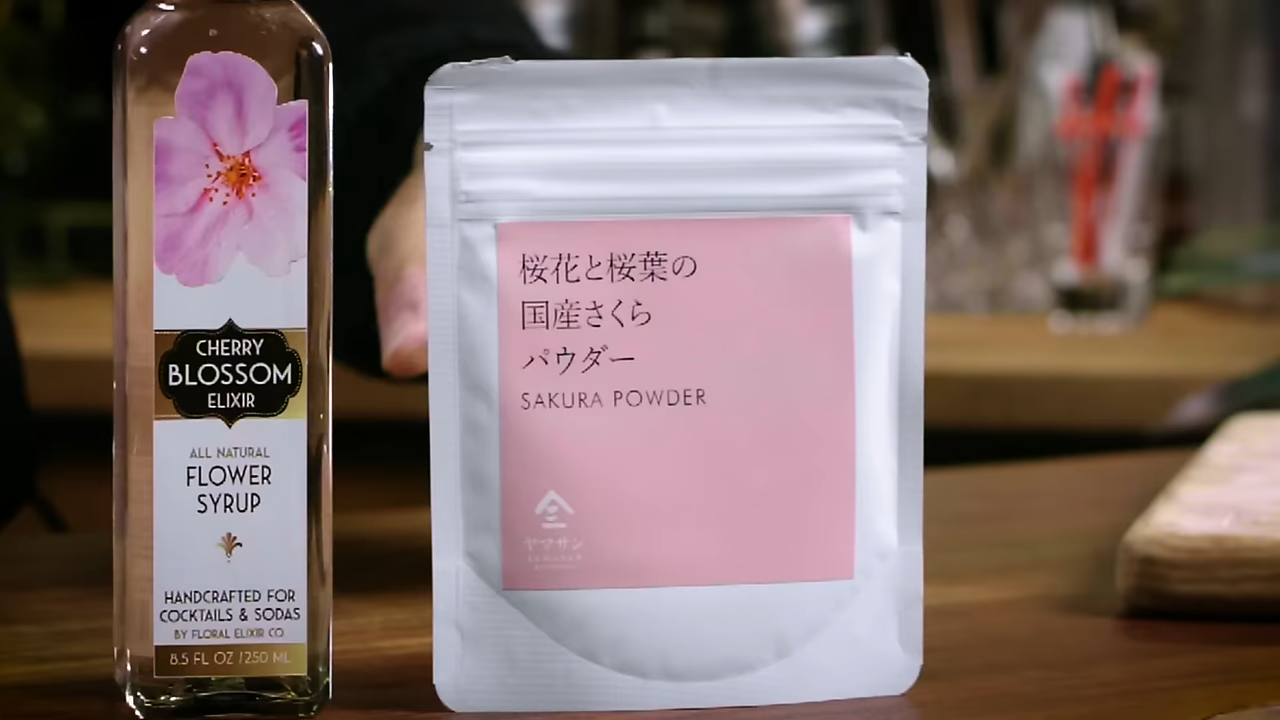 CHERRY
BLOSSOM
ELIXIR
ALL NATURAL
FLOWER
SYRUP
HANDCRAFTED FOR
COCKTAILS & SODAS
BY FLORAL ELIXIR CO
8.5 FL OZ / 250 ML
桜花と桜葉の
国産さくら
パウダー
SAKURA POWDER
ヤマサン